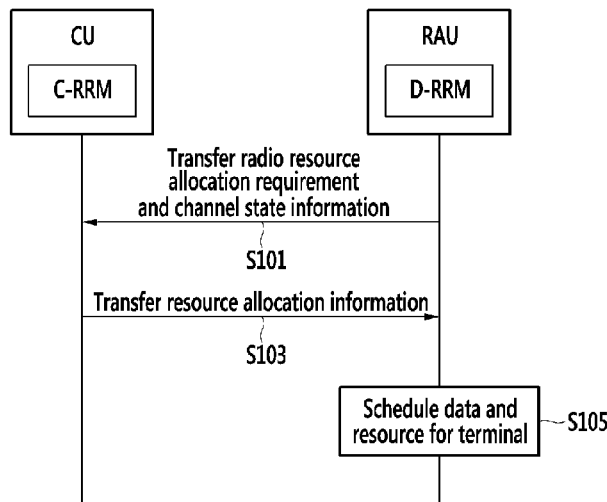 CU
RAU
C-RRM
D-RRM
Transfer radio resource
allocation requirement
and channel state information
S101
Transfer resource allocation information
S103
Schedule data and
resource for terminal
S105